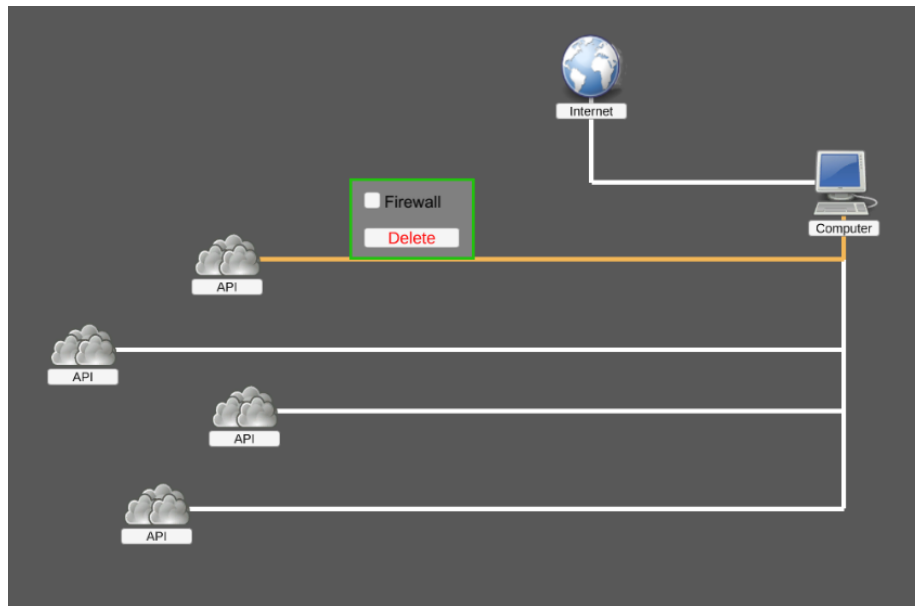 Internet
Firewall
Delete
Computer
API
API
API
API